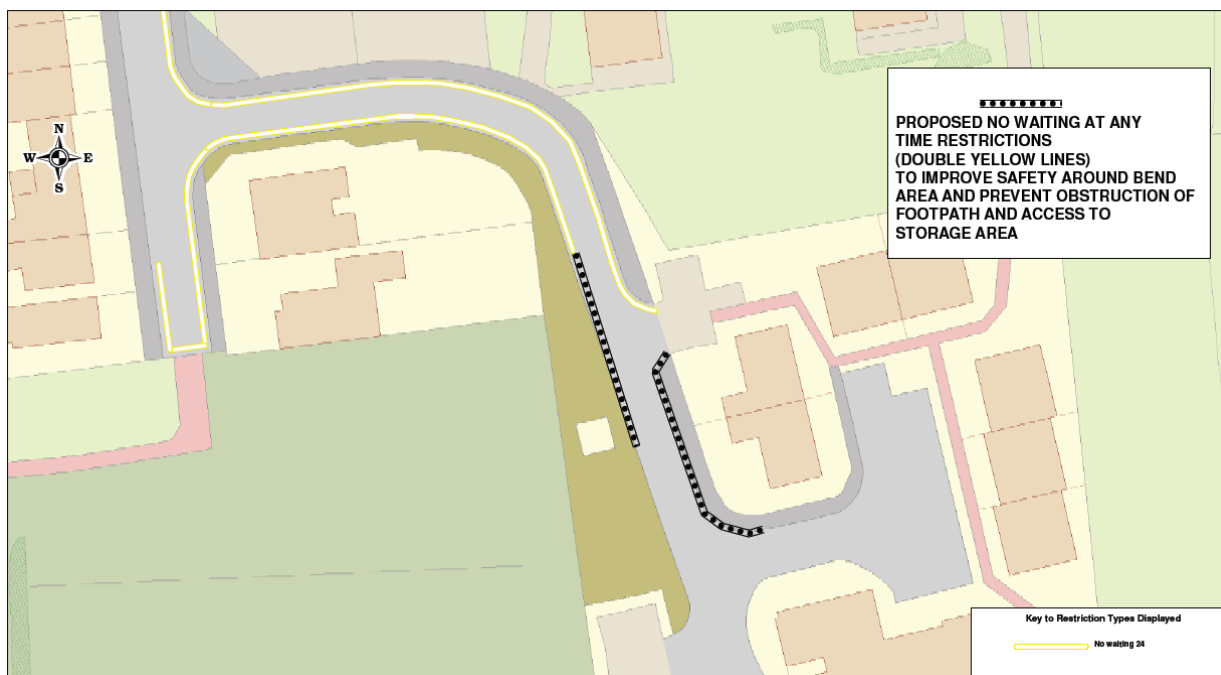 N
W E
S
PROPOSED NO WAITING AT ANY
TIME RESTRICTIONS
(DOUBLE YELLOW LINES)
TO IMPROVE SAFETY AROUND BEND
AREA AND PREVENT OBSTRUCTION OF
FOOTPATH AND ACCESS TO
STORAGE AREA
Key to Restriction Types Displayed
No waiting 24